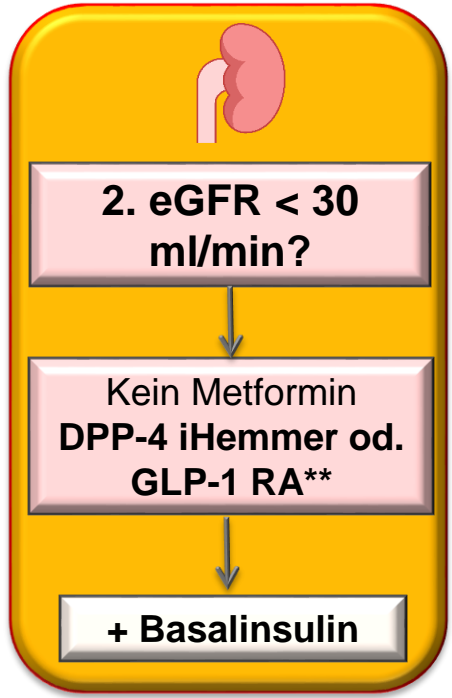 2. eGFR < 30
ml/min?
Kein Metformin
DPP-4 iHemmer od.
GLP-1 RA**
+ Basalinsulin